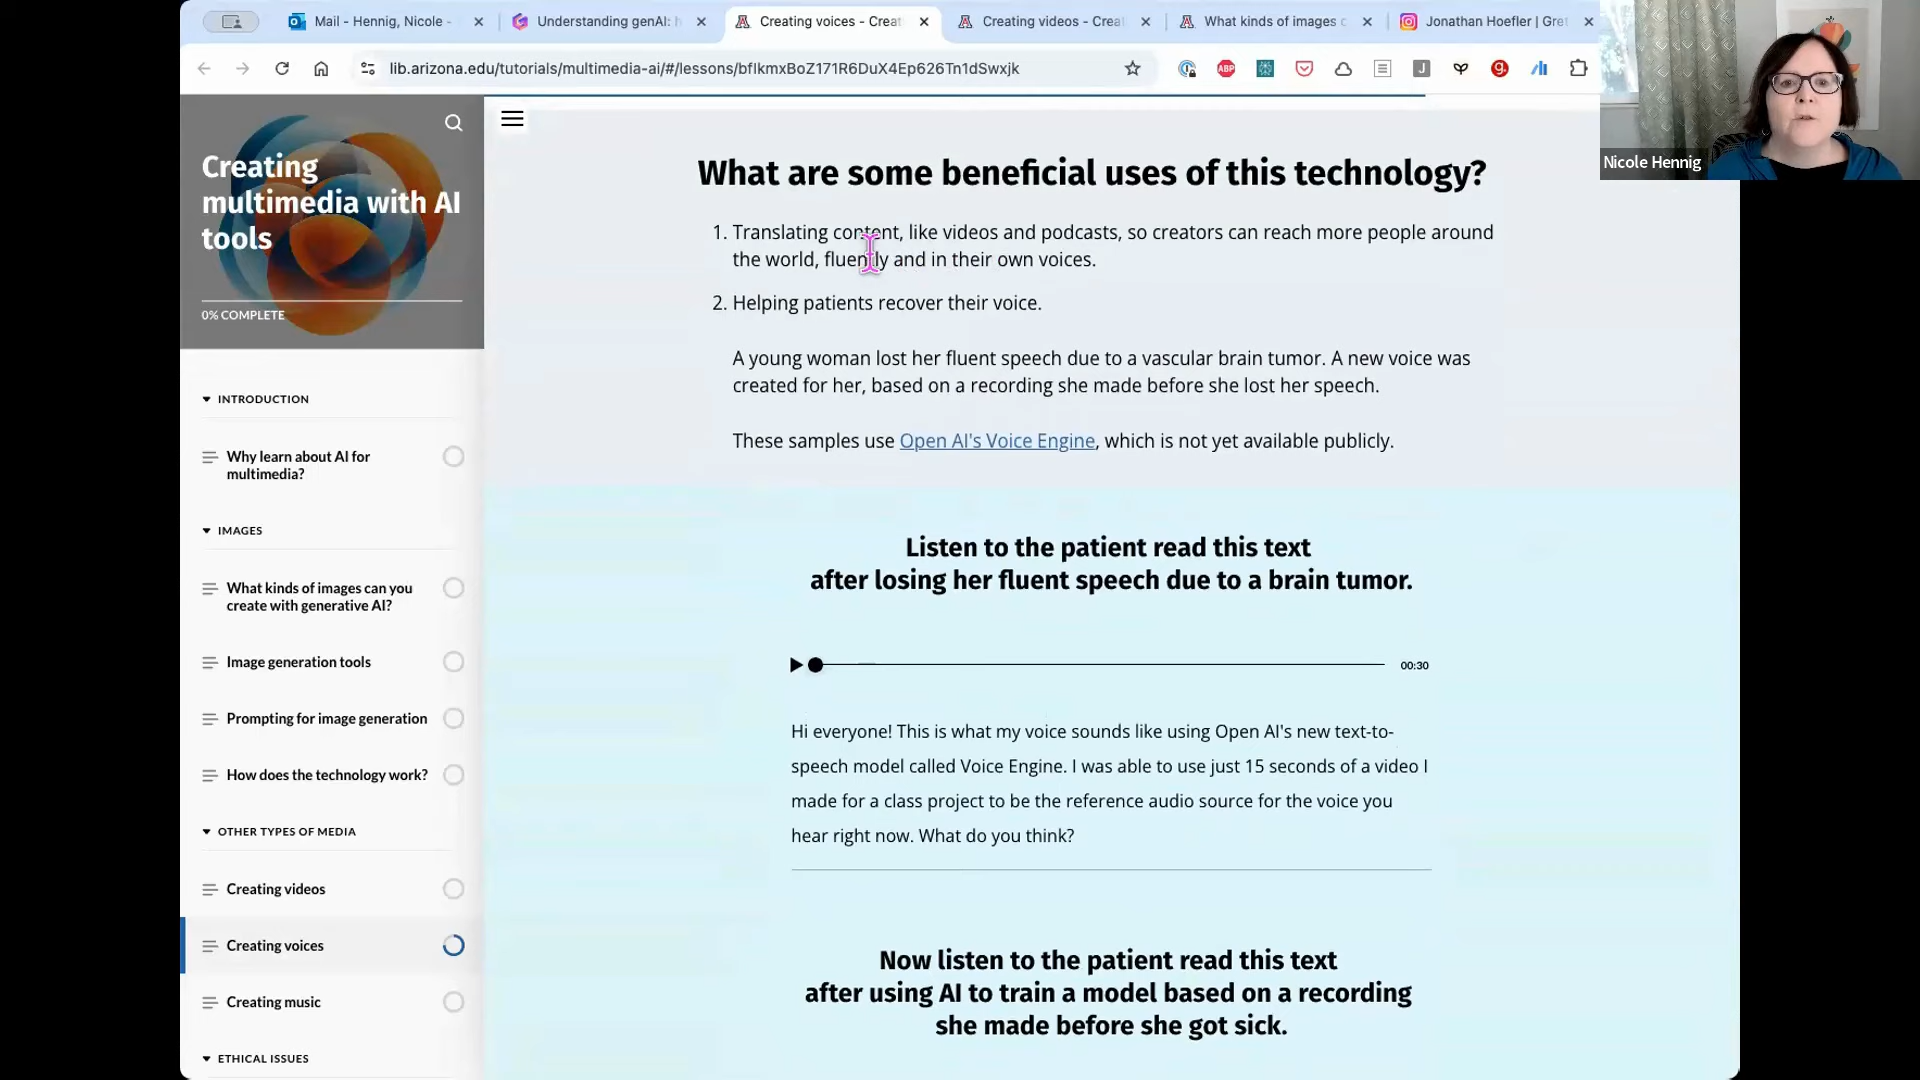 Mail - Hennig, Nicole -
Understanding genAI: h
Creating voices - Creat
Creating videos - Crea
What kinds of images c
Jonathan Hoefler | Gret
lib.arizona.edu/tutorials/multimedia-ai/#/lessons/bfIkmxBoZ171R6DuX4Ep626Tn1dSwxjk
ABP
J
g.
Nicole Hennig
Creating
multimedia with AI
tools
0% COMPLETE
INTRODUCTION
Why learn about AI for
multimedia?
IMAGES
What kinds of images can you
create with generative AI?
Image generation tools
Prompting for image generation
How does the technology work?
OTHER TYPES OF MEDIA
Creating videos
Creating voices
Creating music
ETHICAL ISSUES
What are some beneficial uses of this technology?
1. Translating content, like videos and podcasts, so creators can reach more people around
the world, fluently and in their own voices.
2. Helping patients recover their voice.
A young woman lost her fluent speech due to a vascular brain tumor. A new voice was
created for her, based on a recording she made before she lost her speech.
These samples use Open AI's Voice Engine, which is not yet available publicly.
Listen to the patient read this text
after losing her fluent speech due to a brain tumor.
00:30
Hi everyone! This is what my voice sounds like using Open AI's new text-to-
speech model called Voice Engine. I was able to use just 15 seconds of a video I
made for a class project to be the reference audio source for the voice you
hear right now. What do you think?
Now listen to the patient read this text
after using AI to train a model based on a recording
she made before she got sick.